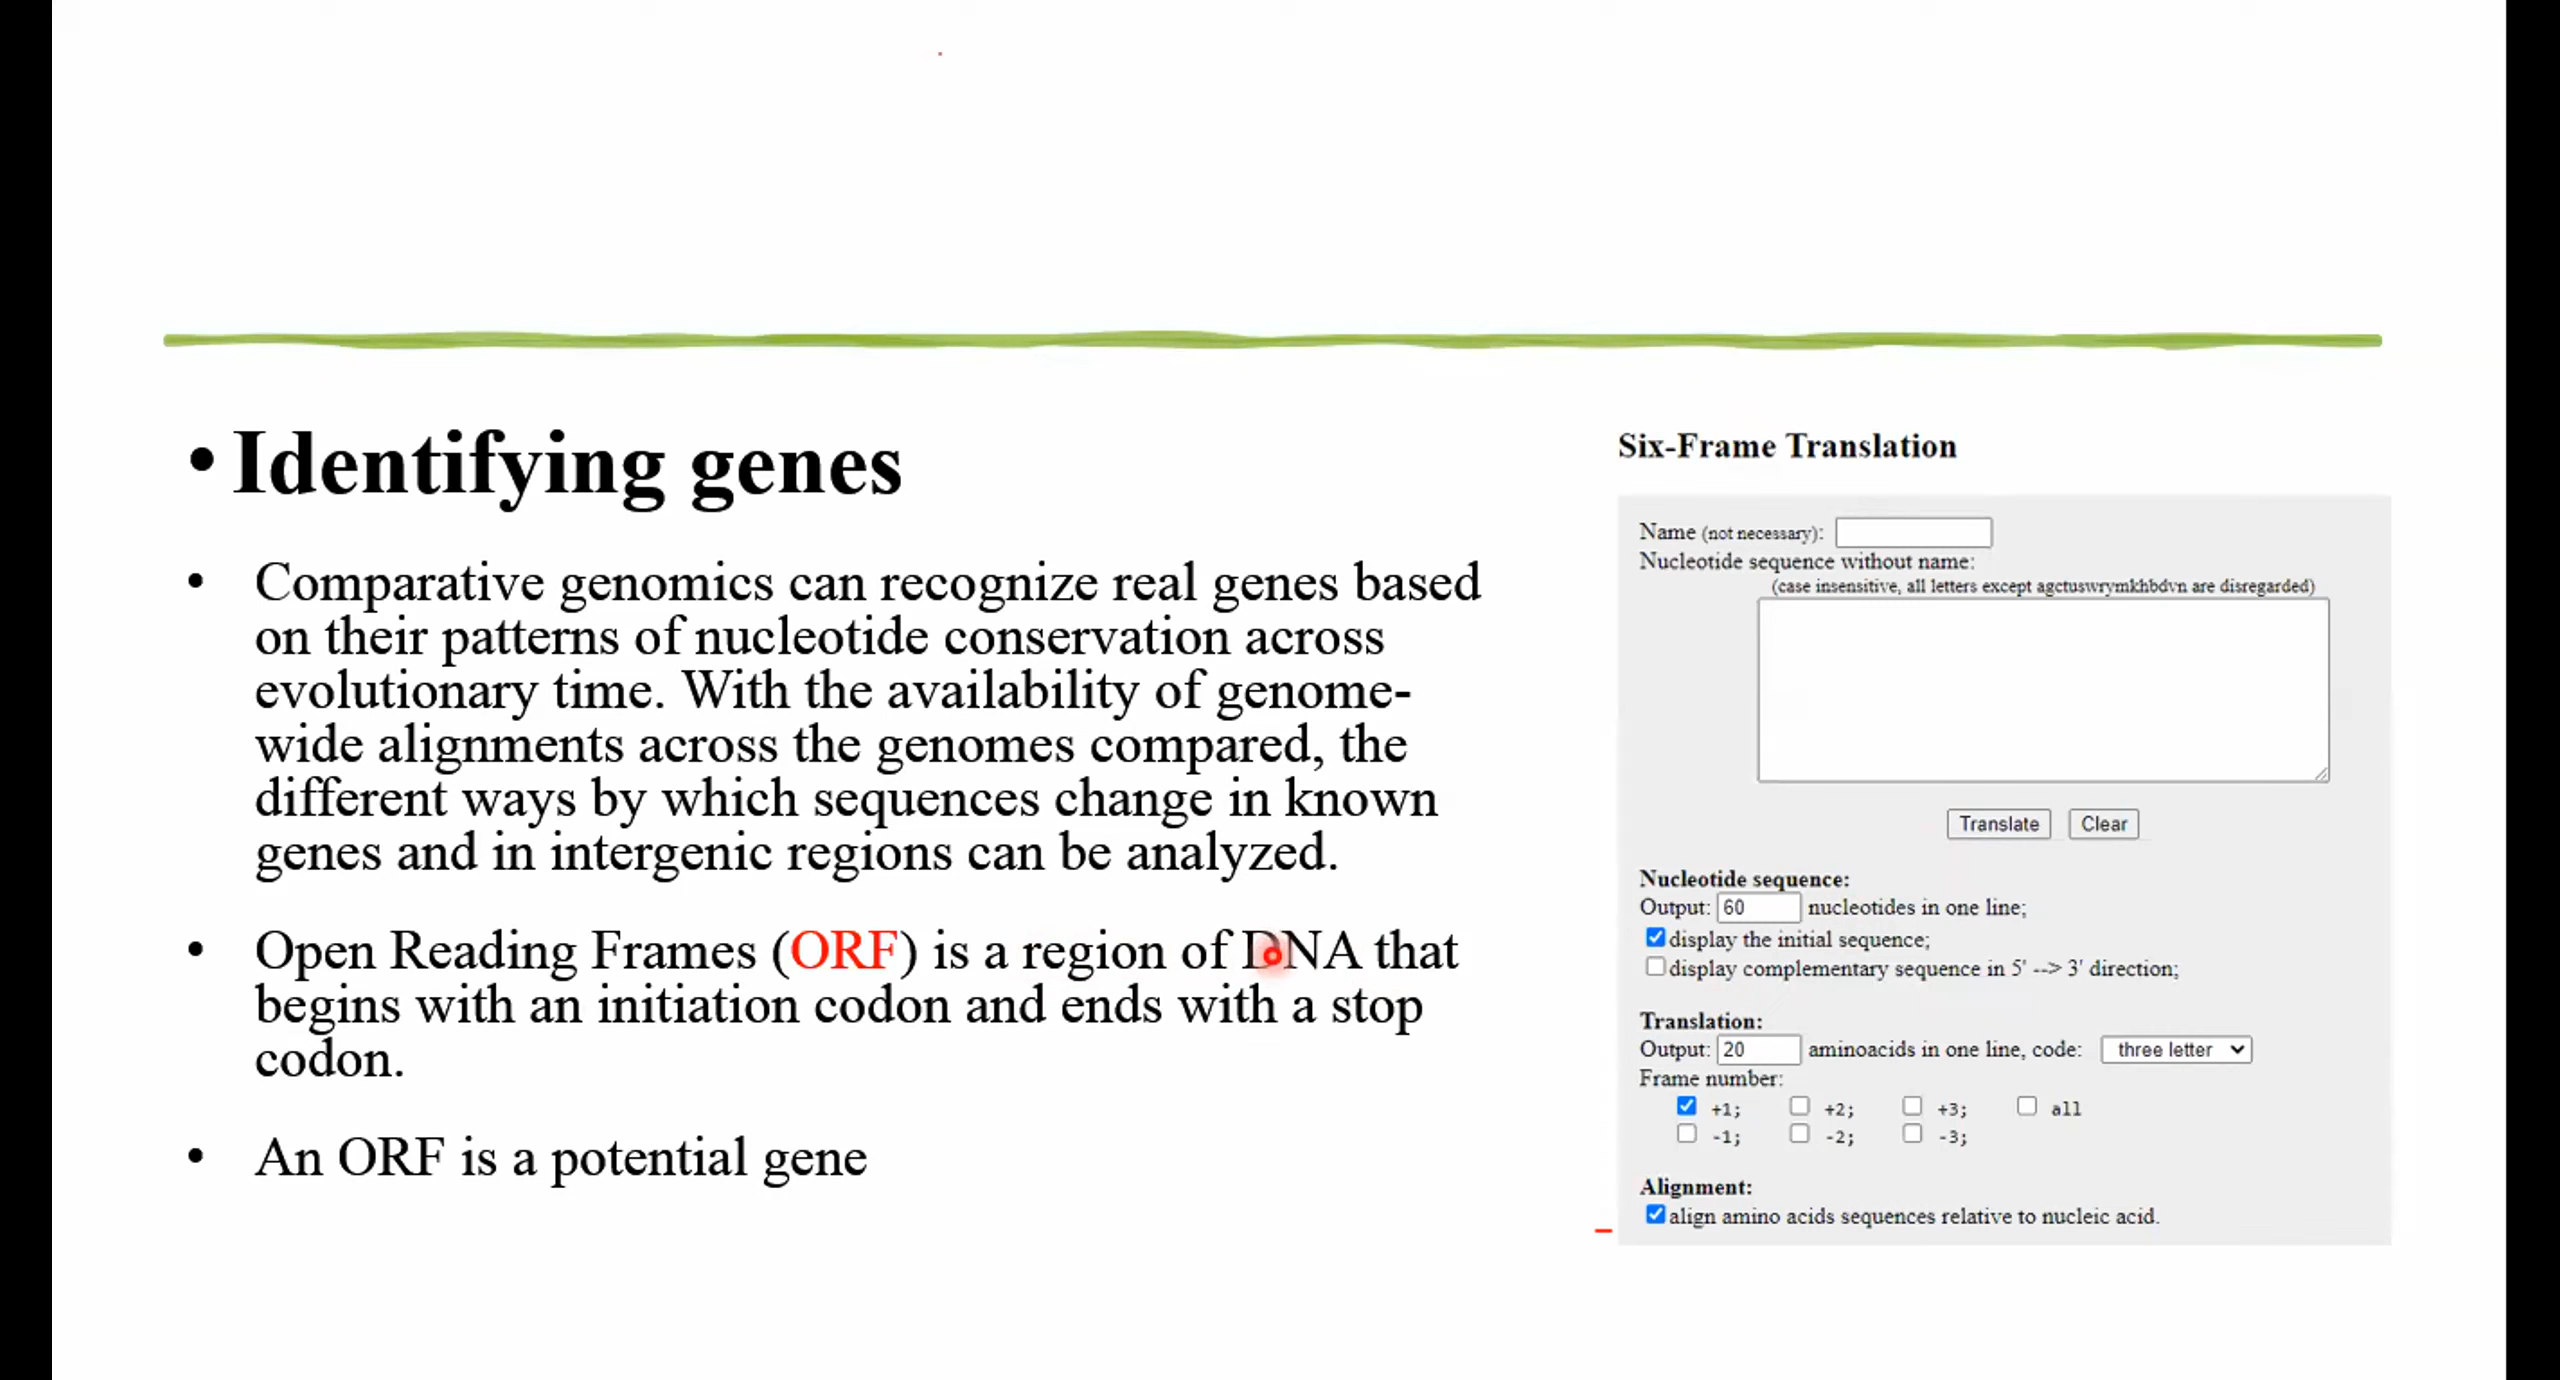 • Identifying genes
• Comparative genomics can recognize real genes based
on their patterns of nucleotide conservation across
evolutionary time. With the availability of genome-
wide alignments across the genomes compared, the
different ways by which sequences change in known
genes and in intergenic regions can be analyzed.
• Open Reading Frames (ORF) is a region of DNA that
begins with an initiation codon and ends with a stop
codon.
• An ORF is a potential gene
Six-Frame Translation
Name (not necessary):
Nucleotide sequence without name:
(case insensitive, all letters except agctuswrymkhbdvn are disregarded)
Translate Clear
Nucleotide sequence:
Output: 60 nucleotides in one line;
display the initial sequence;
display complementary sequence in 5' --> 3' direction;
Translation:
Output: 20 aminoacids in one line, code: three letter
Frame number:
+1; +2; +3; all
-1; -2; -3;
Alignment:
align amino acids sequences relative to nucleic acid.